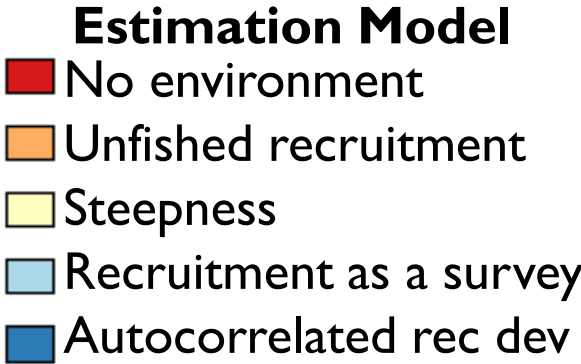 Estimation Model
No environment
Unfished recruitment
Steepness
Recruitment as a survey
Autocorrelated rec dev